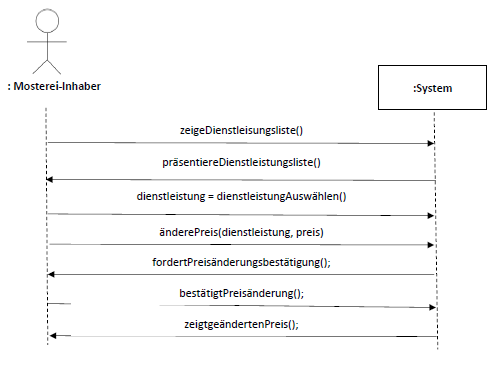 : Mosterei-Inhaber
:System
zeigeDienstleisungsliste()
präsentiereDienstleistungsliste()
dienstleistung = dienstleistungAuswählen()
änderePreis(dienstleistung, preis)
fordertPreisänderungsbestätigung();
bestätigtPreisänderung();
zeigtgeändertenPreis();